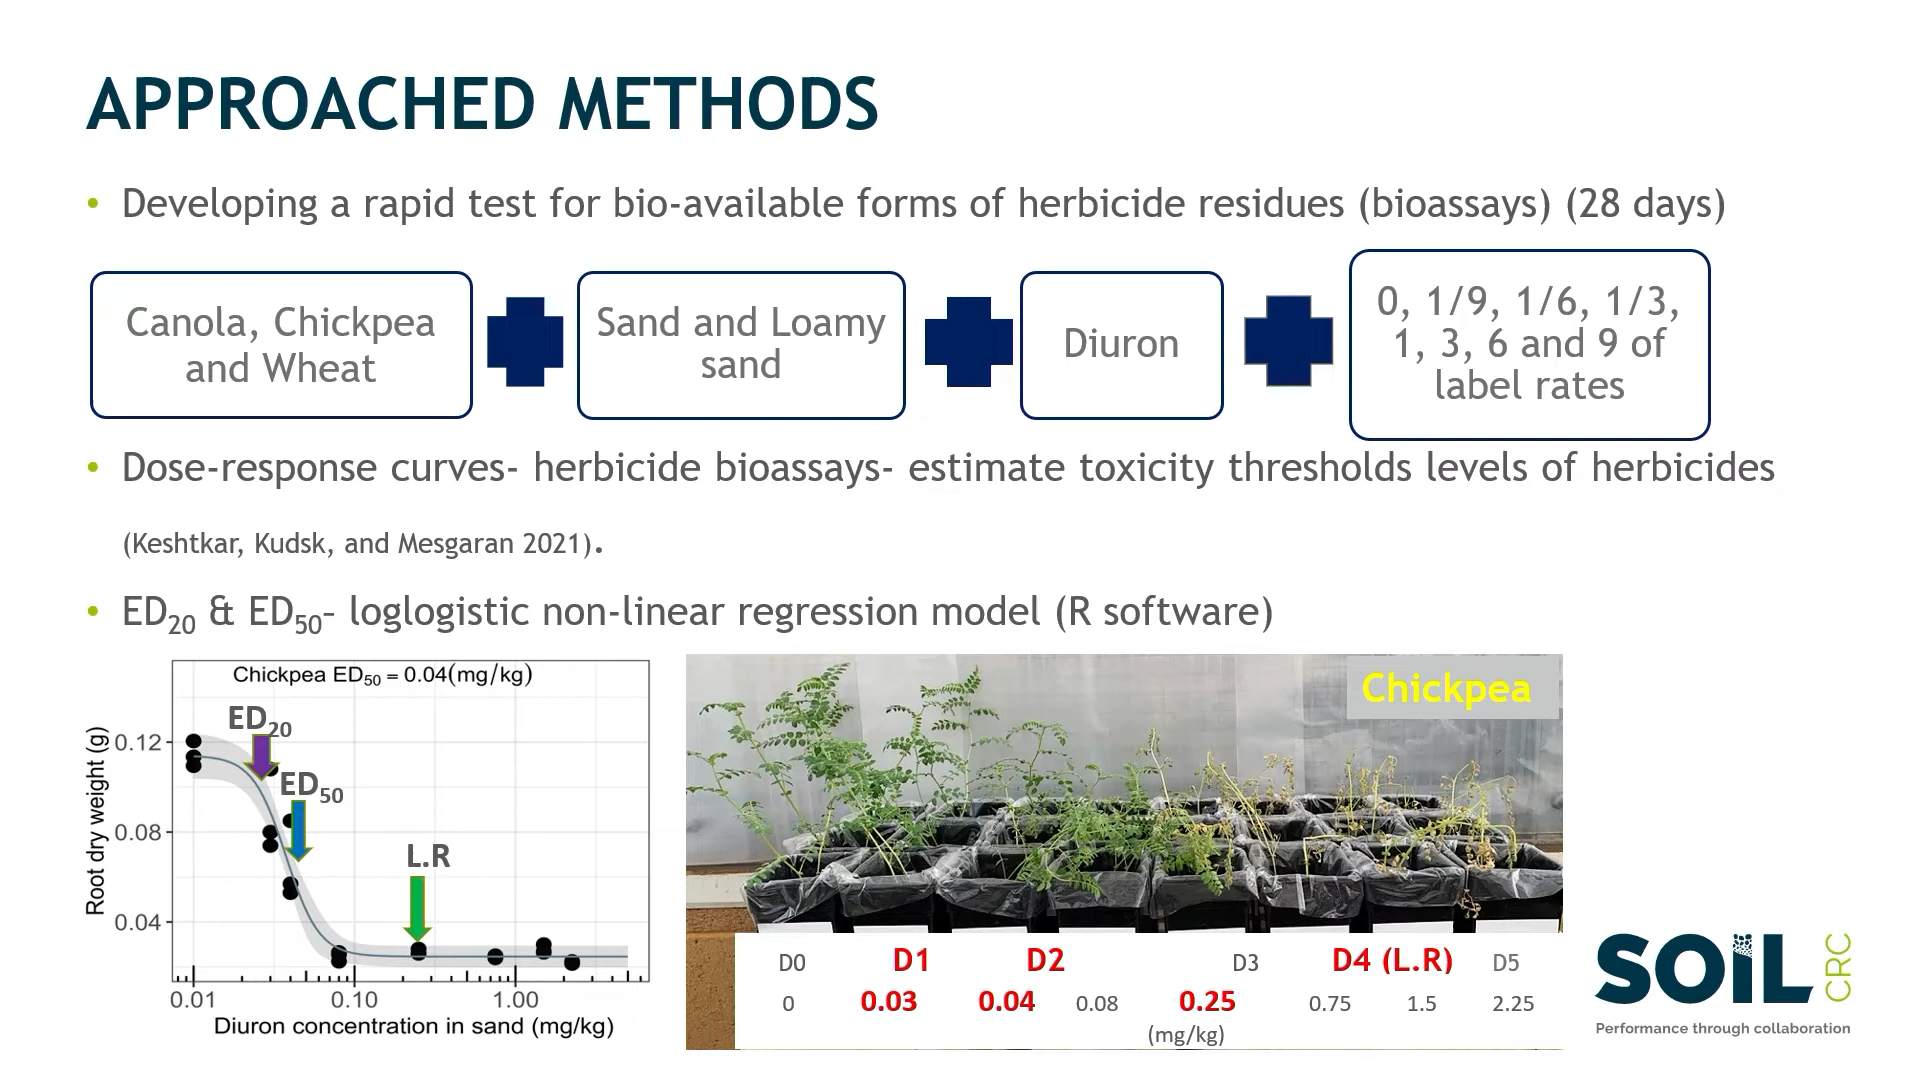 APPROACHED METHODS
• Developing a rapid test for bio-available forms of herbicide residues (bioassays) (28 days)
Canola, Chickpea
and Wheat
Sand and Loamy
sand
Diuron
0, 1/9, 1/6, 1/3,
1, 3, 6 and 9 of
label rates
• Dose-response curves- herbicide bioassays- estimate toxicity thresholds levels of herbicides
(Keshtkar, Kudsk, and Mesgaran 2021).
• ED20 & ED50– loglogistic non-linear regression model (R software)
Chickpea ED50 = 0.04(mg/kg)
ED20
ED50
L.R
Root dry weight (g)
0.12
0.08
0.04
0.01 0.10 1.00
Diuron concentration in sand (mg/kg)
Chickpea
D0 D1 D2 D3 D4 (L.R) D5
0 0.03 0.04 0.08 0.25 0.75 1.5 2.25
(mg/kg)
SOIL CRC
Performance through collaboration